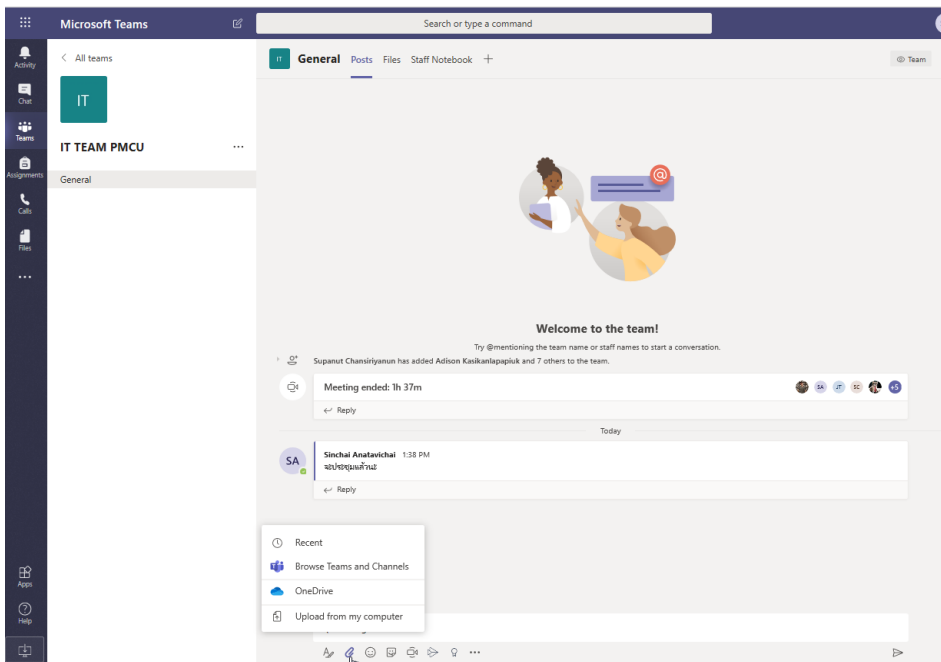 Microsoft Teams
Search or type a command
Activity
Chat
Teams
Assignments
Calls
Files
Apps
Help
All teams
IT
IT TEAM PMCU
General
IT
General Posts Files Staff Notebook
Team
Welcome to the team!
Try @mentioning the team name or staff names to start a conversation.
Supanut Chansiriyanun has added Adison Kasikanlapapiuk and 7 others to the team.
Meeting ended: 1h 37m
SA JT SC +5
Reply
Today
SA
Sinchai Anatavichai 1:38 PM
จะประชุมแล้วนะ
Reply
Recent
Browse Teams and Channels
OneDrive
Upload from my computer